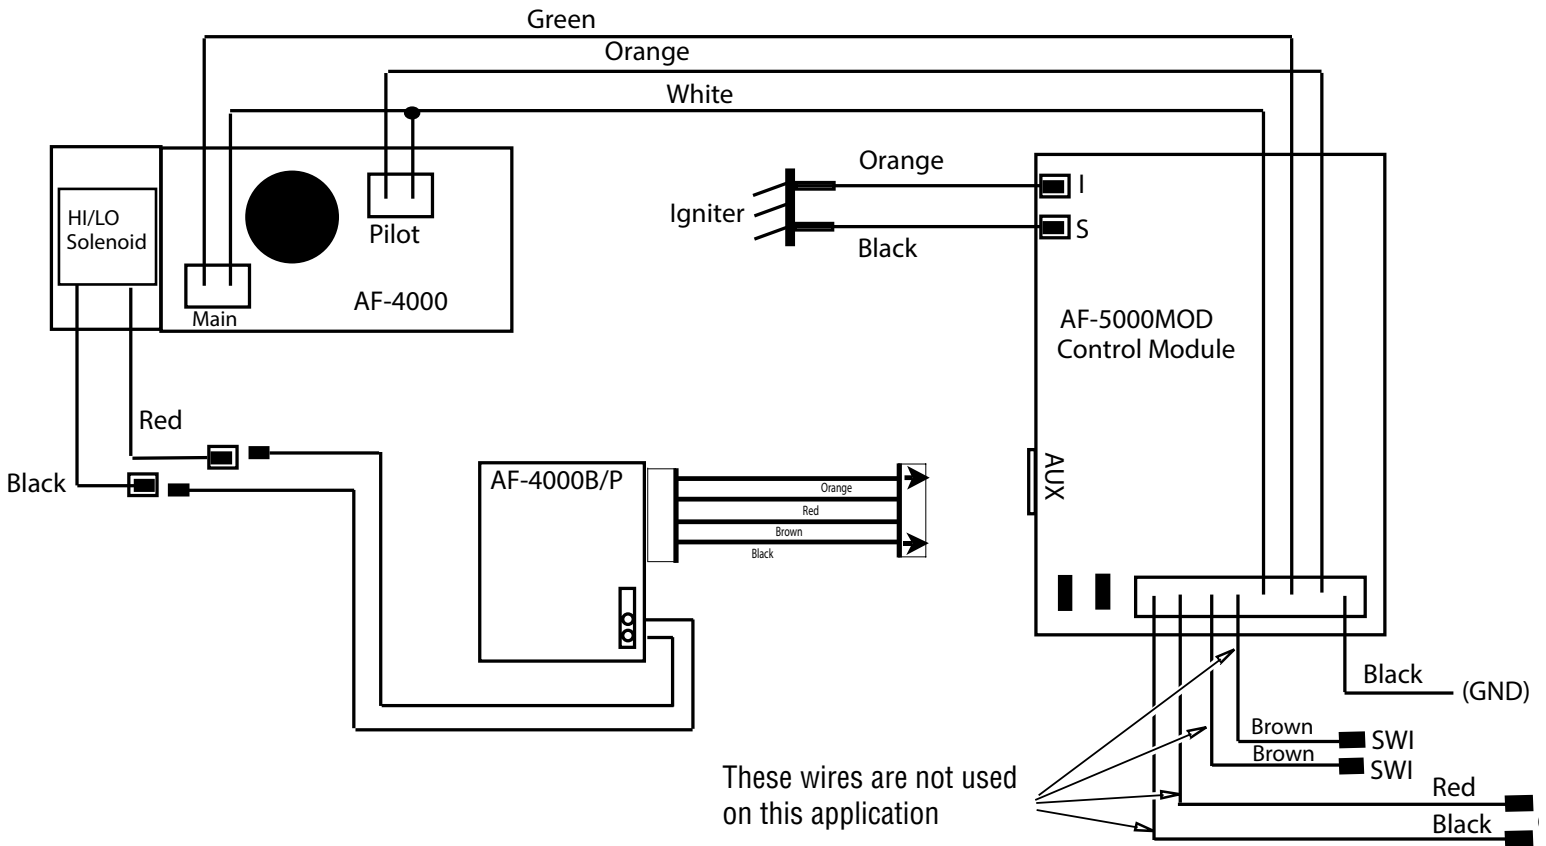 Green
Orange
White
Orange
I
Igniter
S
Black
HI/LO
Solenoid
Pilot
AF-4000
Main
AF-5000MOD
Control Module
Red
Black
AF-4000B/P
Orange
Red
Brown
Black
AUX
Black
(GND)
Brown
SWI
Brown
SWI
These wires are not used
on this application
Red
Black